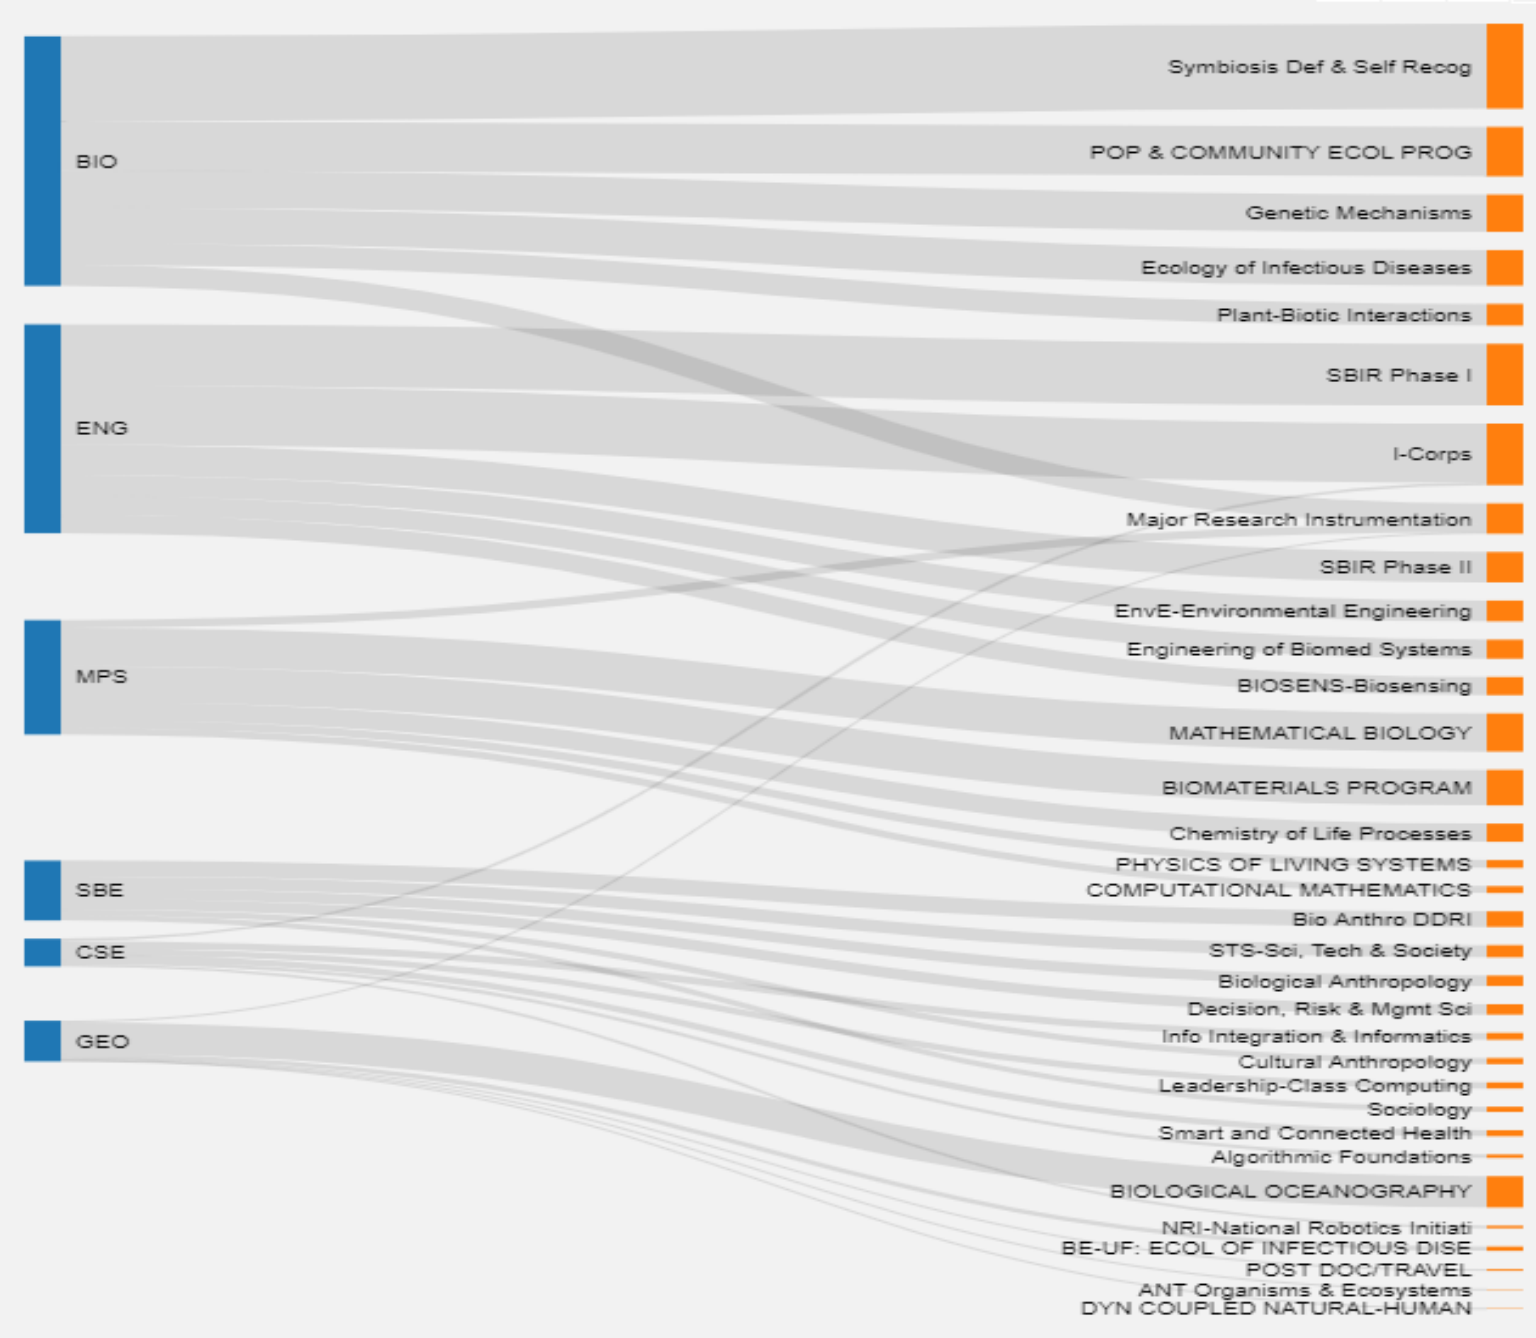 BIO
ENG
MPS
SBE
CSE
GEO
Symbiosis Def & Self Recog
POP & COMMUNITY ECOL PROG
Genetic Mechanisms
Ecology of Infectious Diseases
Plant-Biotic Interactions
SBIR Phase I
I-Corps
Major Research Instrumentation
SBIR Phase II
EnvE-Environmental Engineering
Engineering of Biomed Systems
BIOSENS-Biosensing
MATHEMATICAL BIOLOGY
BIOMATERIALS PROGRAM
Chemistry of Life Processes
PHYSICS OF LIVING SYSTEMS
COMPUTATIONAL MATHEMATICS
Bio Anthro DDRI
STS-Sci, Tech & Society
Biological Anthropology
Decision, Risk & Mgmt Sci
Info Integration & Informatics
Cultural Anthropology
Leadership-Class Computing
Sociology
Smart and Connected Health
Algorithmic Foundations
BIOLOGICAL OCEANOGRAPHY
NRI-National Robotics Initiati
BE-UF: ECOL OF INFECTIOUS DISE
POST DOC/TRAVEL
ANT Organisms & Ecosystems
DYN COUPLED NATURAL-HUMAN